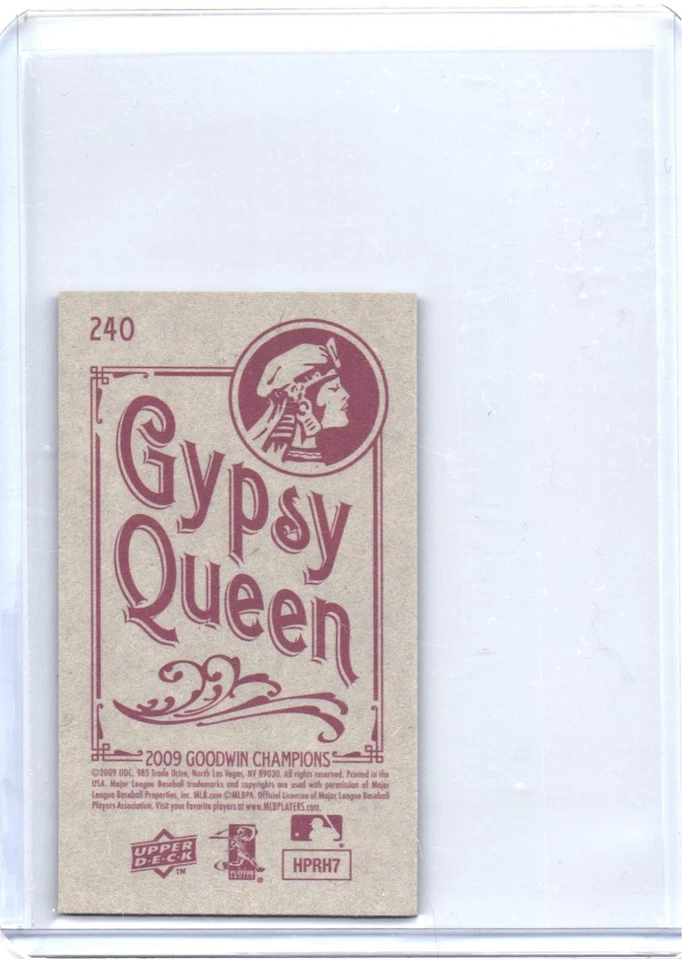 240
Gypsy
Queen
2009 GOODWIN CHAMPIONS
©2009 UDC. 985 Trade Drive, North Las Vegas, NV 89030. All rights reserved. Printed in the
USA. Major League Baseball trademarks and copyrights are used with permission of Major
League Baseball Properties, Inc. MLB.com ©MLBPA. Official Licensee of Major League Baseball
Players Association. Visit your favorite players at www.MLBPLAYERS.com.
UPPER
D·E·C·K
TM
PLAYERS
CHOICE
®
HPRH7